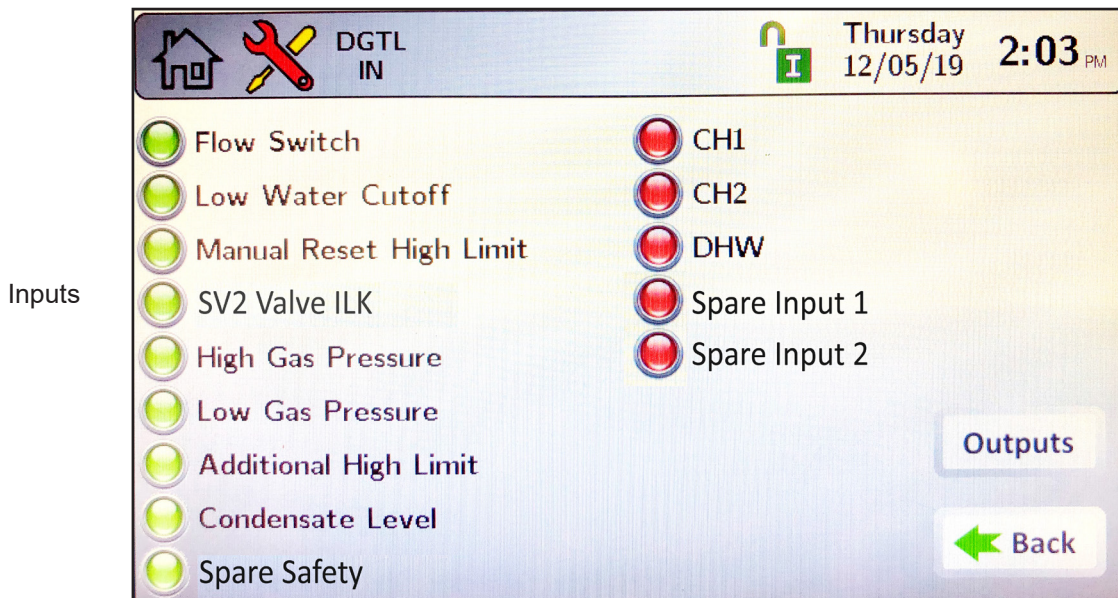 DGTL
IN
I
Thursday
12/05/19
2:03 PM
Inputs
Flow Switch
Low Water Cutoff
Manual Reset High Limit
SV2 Valve ILK
High Gas Pressure
Low Gas Pressure
Additional High Limit
Condensate Level
Spare Safety
CH1
CH2
DHW
Spare Input 1
Spare Input 2
Outputs
Back